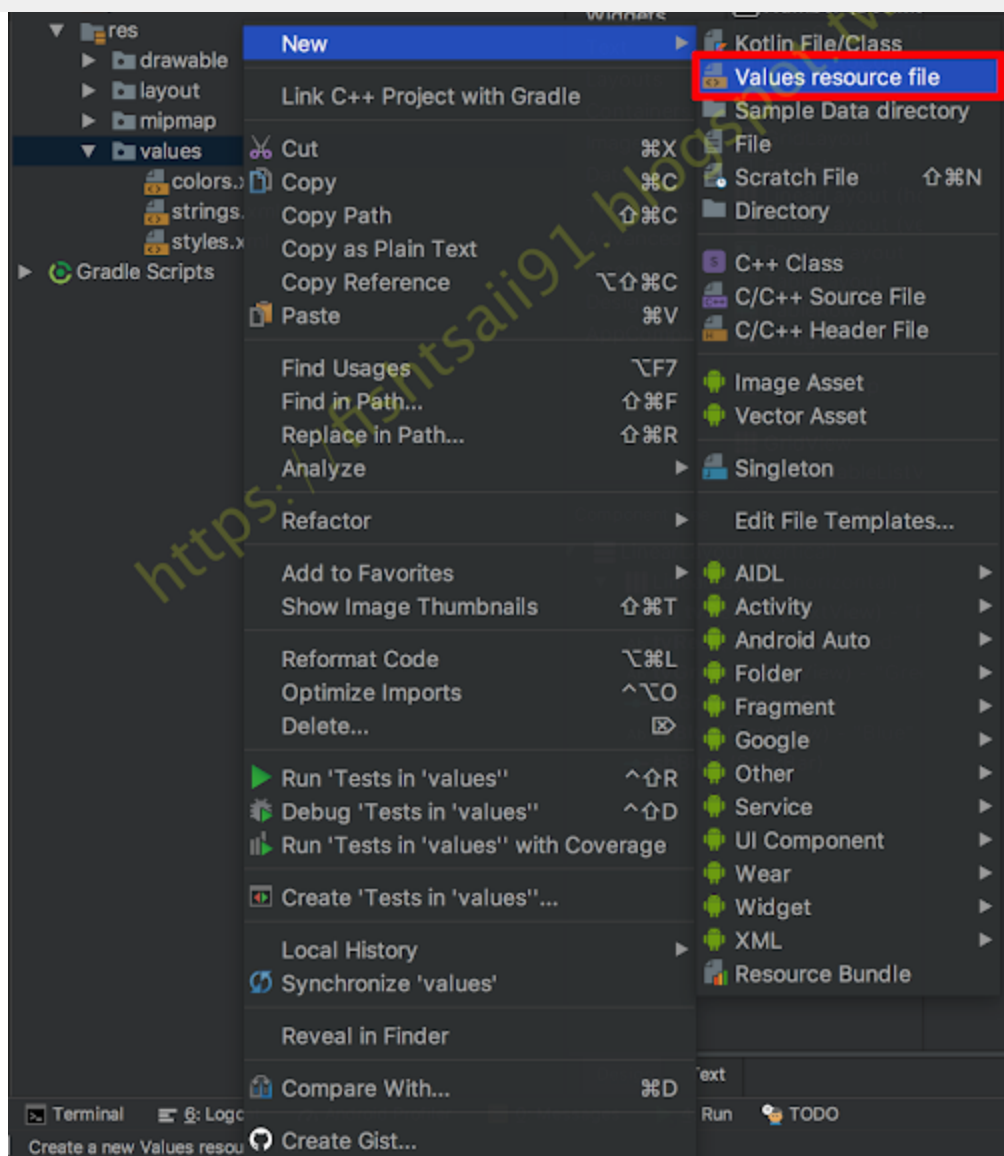 Widgets
res
drawable
layout
mipmap
values
colors.x
strings.
styles.x
Gradle Scripts
New
Link C++ Project with Gradle
Cut ⌘X
Copy ⌘C
Copy Path ⇧⌘C
Copy as Plain Text
Copy Reference ⌥⇧⌘C
Paste ⌘V
Find Usages ⌥F7
Find in Path... ⇧⌘F
Replace in Path... ⇧⌘R
Analyze
Refactor
Add to Favorites
Show Image Thumbnails ⇧⌘T
Reformat Code ⌥⌘L
Optimize Imports ^⌥O
Delete... ⌦
Run 'Tests in 'values'' ^⇧R
Debug 'Tests in 'values'' ^⇧D
Run 'Tests in 'values'' with Coverage
Create 'Tests in 'values''...
Local History
Synchronize 'values'
Reveal in Finder
Compare With... ⌘D
Create Gist...
Kotlin File/Class
Values resource file
Sample Data directory
File
Scratch File ⇧⌘N
Directory
C++ Class
C/C++ Source File
C/C++ Header File
Image Asset
Vector Asset
Singleton
Edit File Templates...
AIDL
Activity
Android Auto
Folder
Fragment
Google
Other
Service
UI Component
Wear
Widget
XML
Resource Bundle
ext
Terminal 6: Logc Run TODO
Create a new Values resou
https://fishtsaii91.blogspot.tw